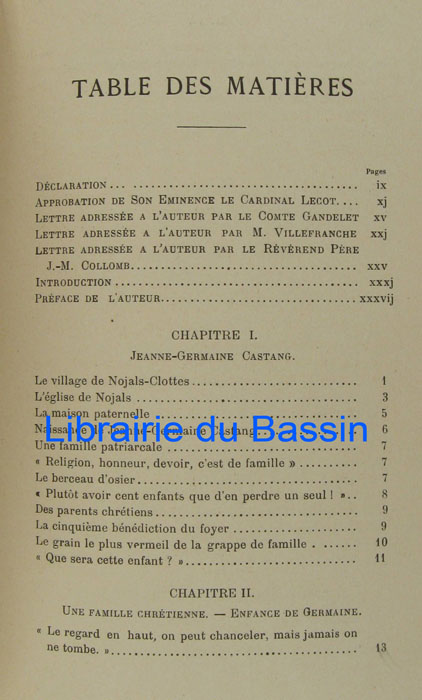 TABLE DES MATIÈRES
Pages
DÉCLARATION ... ix
APPROBATION DE SON EMINENCE LE CARDINAL LECOT.... xj
LETTRE ADRESSÉE A L'AUTEUR PAR LE COMTE GANDELET xv
LETTRE ADRESSÉE A L'AUTEUR PAR M. VILLEFRANCHE xxj
LETTRE ADRESSÉE A L'AUTEUR PAR LE RÉVÉREND PÈRE
J.-M. COLLOMB... xxv
INTRODUCTION ... xxxj
PRÉFACE DE L'AUTEUR... xxxvij
CHAPITRE I.
JEANNE-GERMAINE CASTANG.
Le village de Nojals-Clottes... 1
L'église de Nojals... 3
La maison paternelle ... 5
Naissance de Jeanne-Germaine Castang... 6
Librairie du Bassin
Une famille patriarcale ... 7
« Religion, honneur, devoir, c'est de famille » ... 7
Le berceau d'osier... 7
« Plutôt avoir cent enfants que d'en perdre un seul ! ».. 8
Des parents chrétiens ... 9
La cinquième bénédiction du foyer ... 9
Le grain le plus vermeil de la grappe de famille ... 10
« Que sera cette enfant ? »... 11
CHAPITRE II.
UNE FAMILLE CHRÉTIENNE. — ENFANCE DE GERMAINE.
« Le regard en haut, on peut chanceler, mais jamais on
ne tombe. »... 13